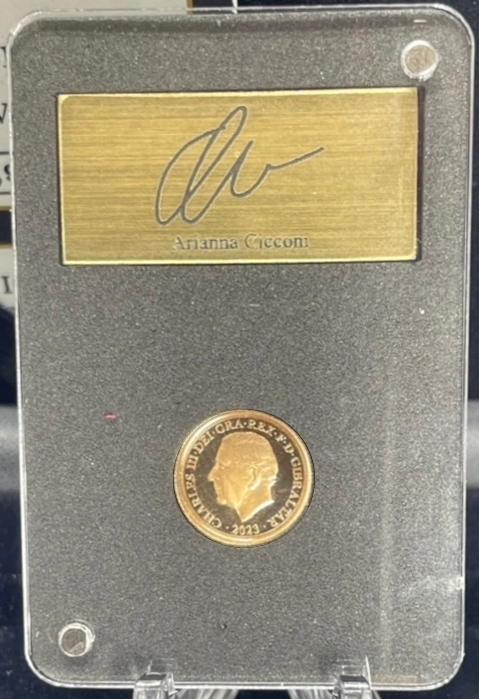 Arianna Cicconi
CHARLES III·DEI·GRA·REX·F·D·GIBRALTAR
·2023·